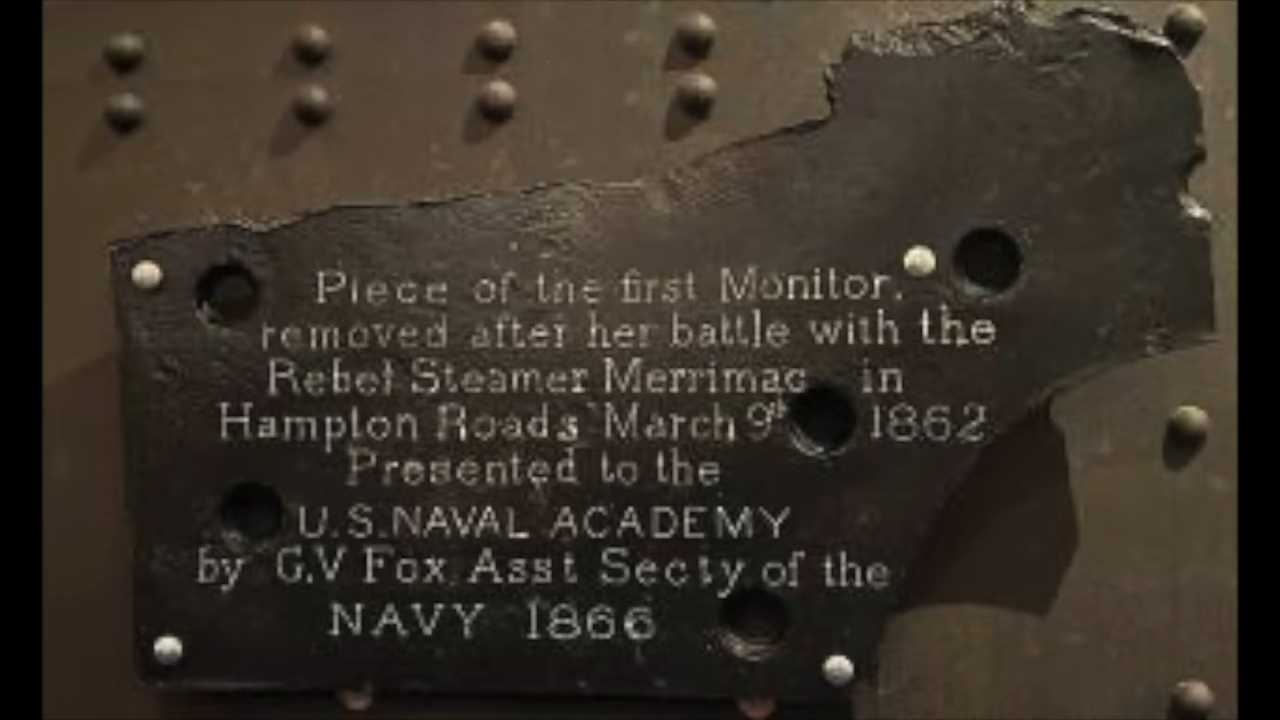 Piece of the first Monitor,
removed after her battle with the
Rebel Steamer Merrimac in
Hampton Roads March 9th 1862
Presented to the
U.S.NAVAL ACADEMY
by G.V Fox Asst Secty of the
NAVY 1866